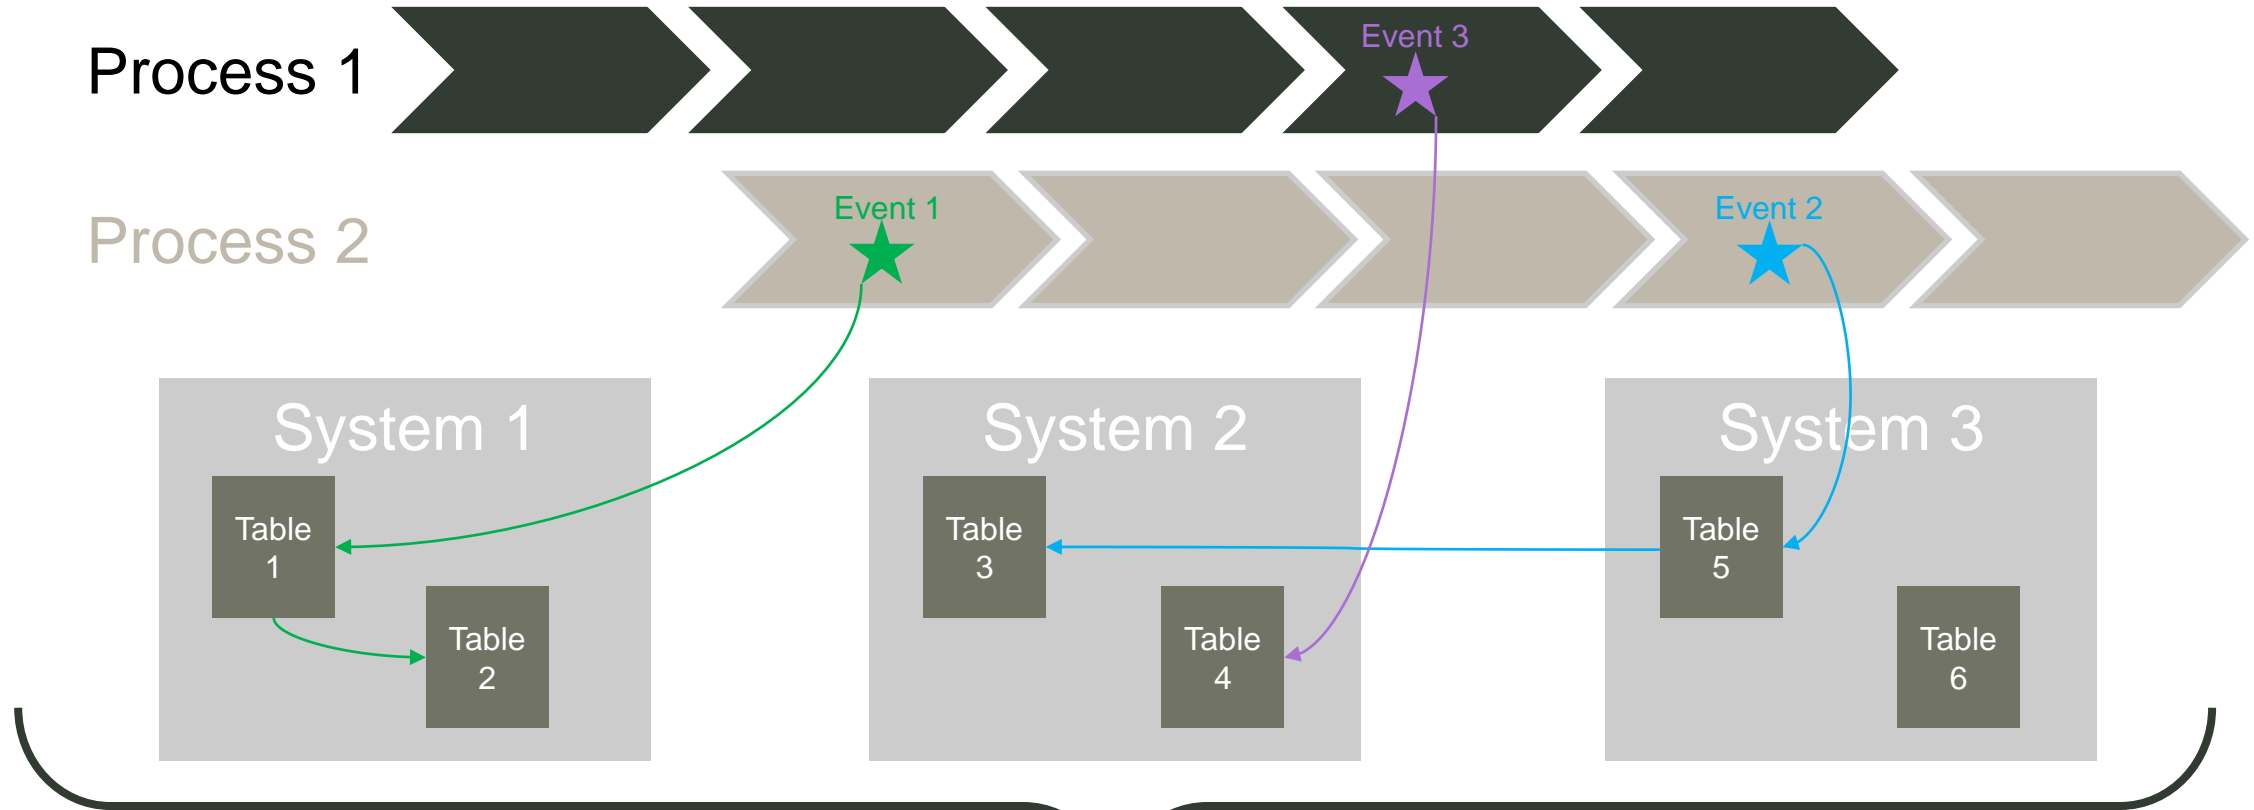 Process 1
Event 3
Process 2
Event 1
Event 2
System 1
System 2
System 3
Table
1
Table
2
Table
3
Table
4
Table
5
Table
6